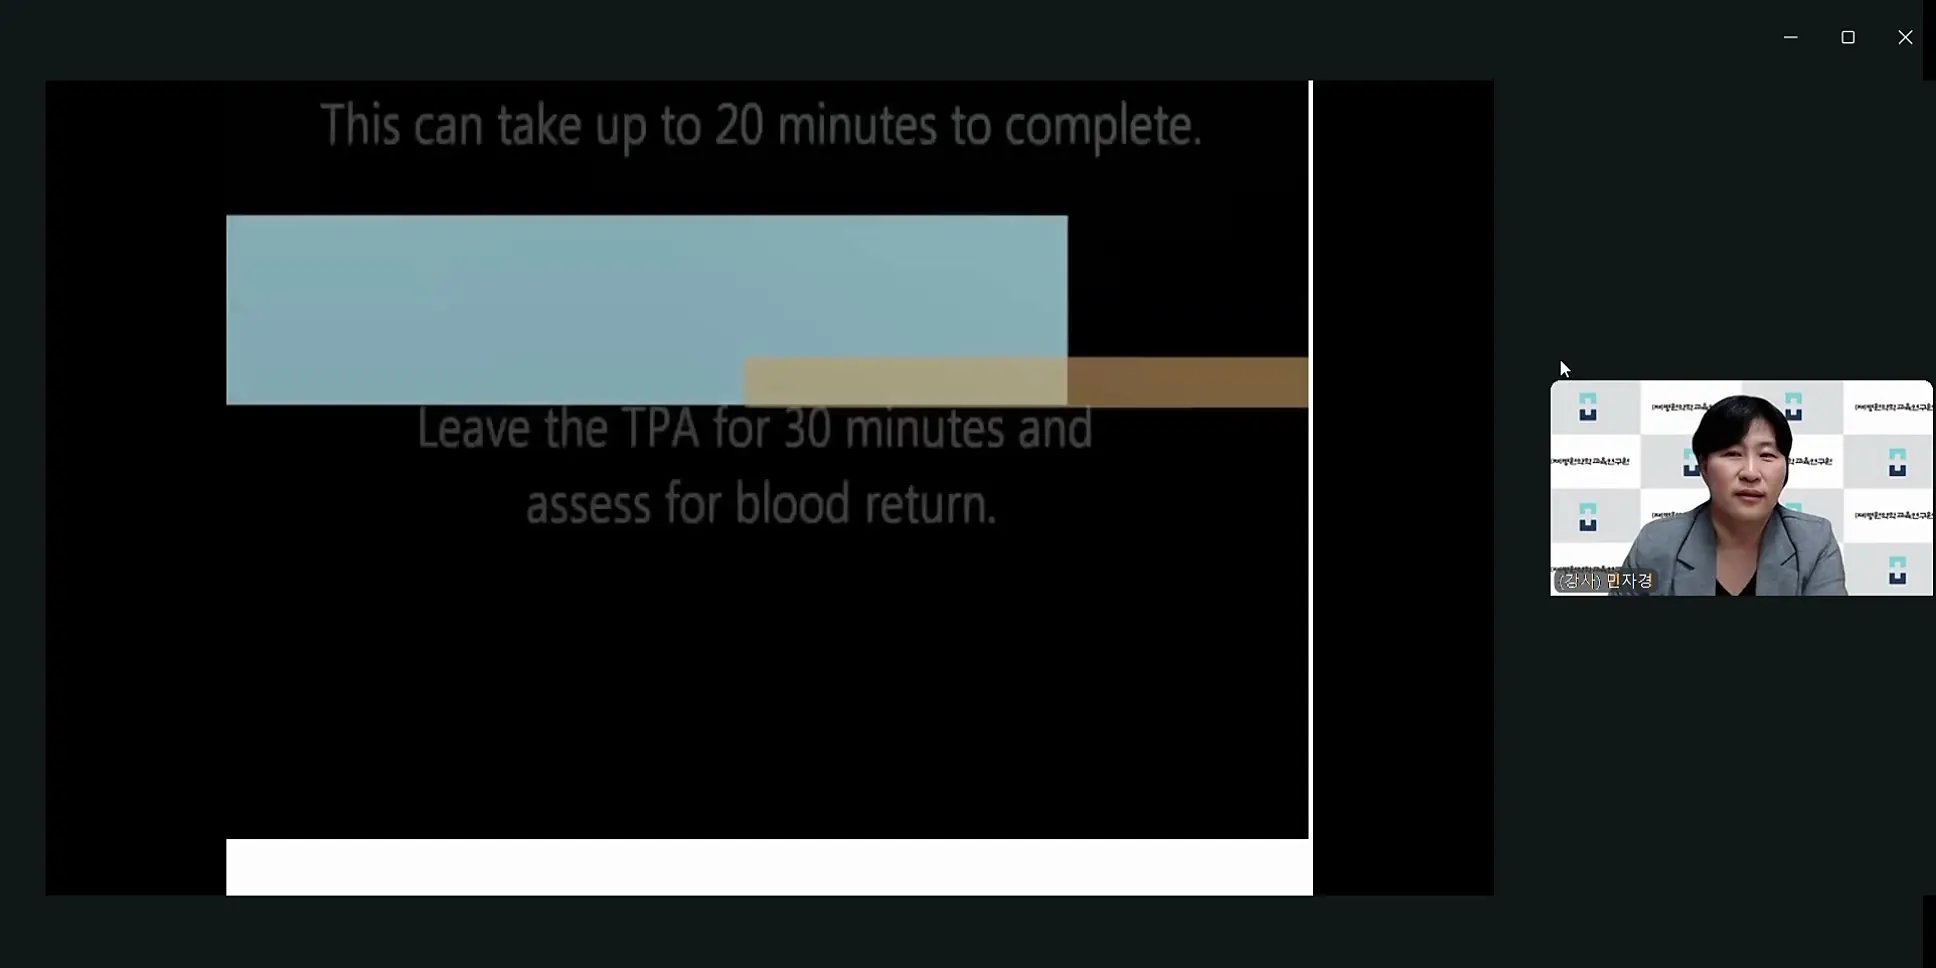 This can take up to 20 minutes to complete.
Leave the TPA for 30 minutes and
assess for blood return.
(강사) 민자경